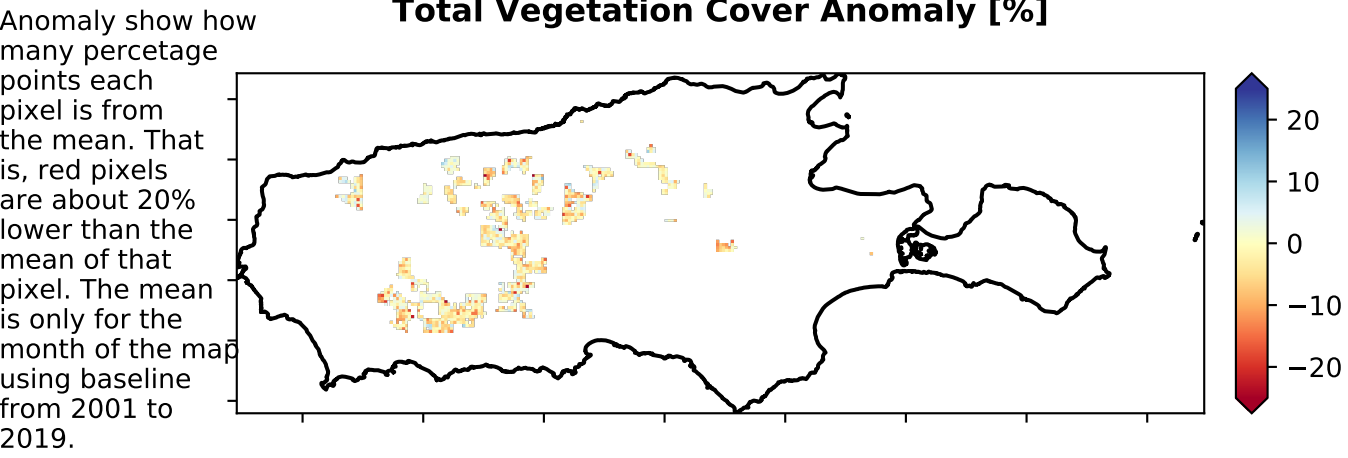 Total Vegetation Cover Anomaly [%]
Anomaly show how
many percetage
points each
pixel is from
the mean. That
is, red pixels
are about 20%
lower than the
mean of that
pixel. The mean
is only for the
month of the map
using baseline
from 2001 to
2019.
20
10
0
−10
−20